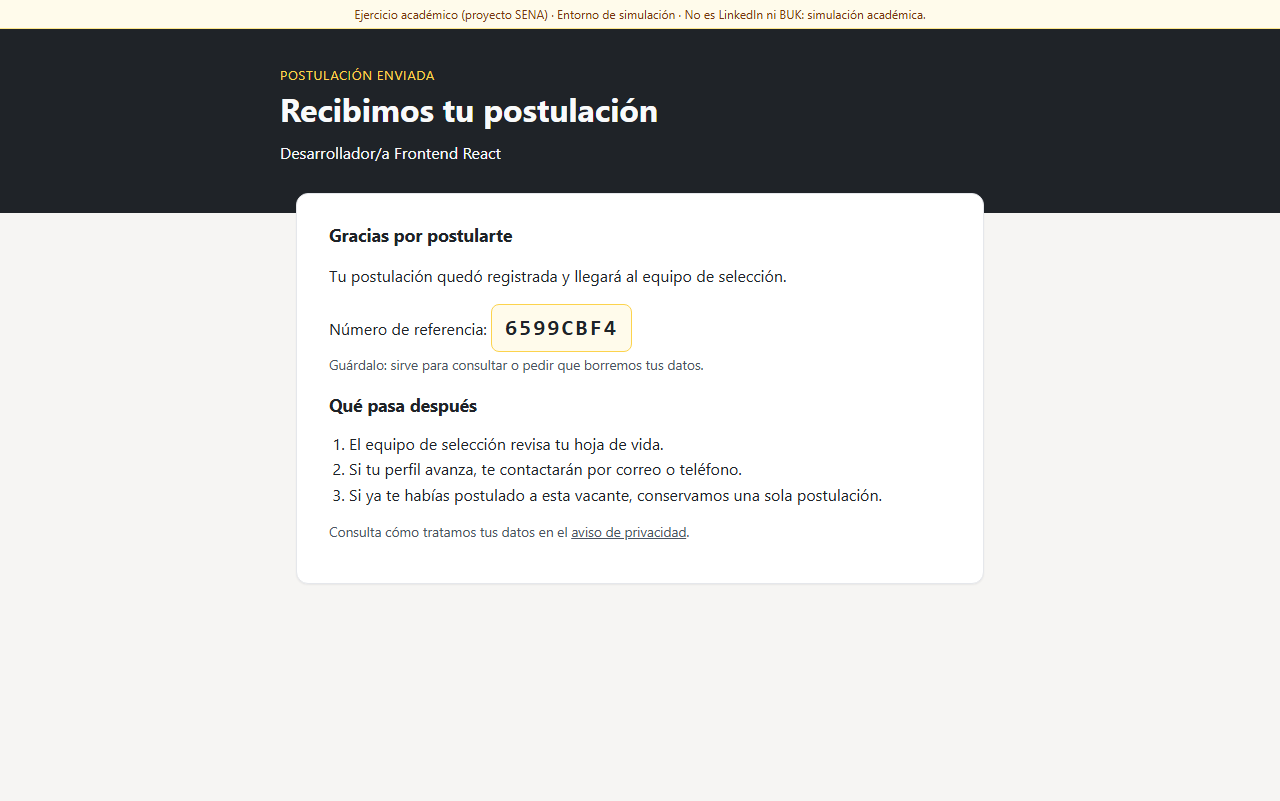 Ejercicio académico (proyecto SENA) · Entorno de simulación · No es LinkedIn ni BUK: simulación académica.
POSTULACIÓN ENVIADA
Recibimos tu postulación
Desarrollador/a Frontend React
Gracias por postularte
Tu postulación quedó registrada y llegará al equipo de selección.
Número de referencia: 6599CBF4
Guárdalo: sirve para consultar o pedir que borremos tus datos.
Qué pasa después
1. El equipo de selección revisa tu hoja de vida.
2. Si tu perfil avanza, te contactarán por correo o teléfono.
3. Si ya te habías postulado a esta vacante, conservamos una sola postulación.
Consulta cómo tratamos tus datos en el aviso de privacidad.